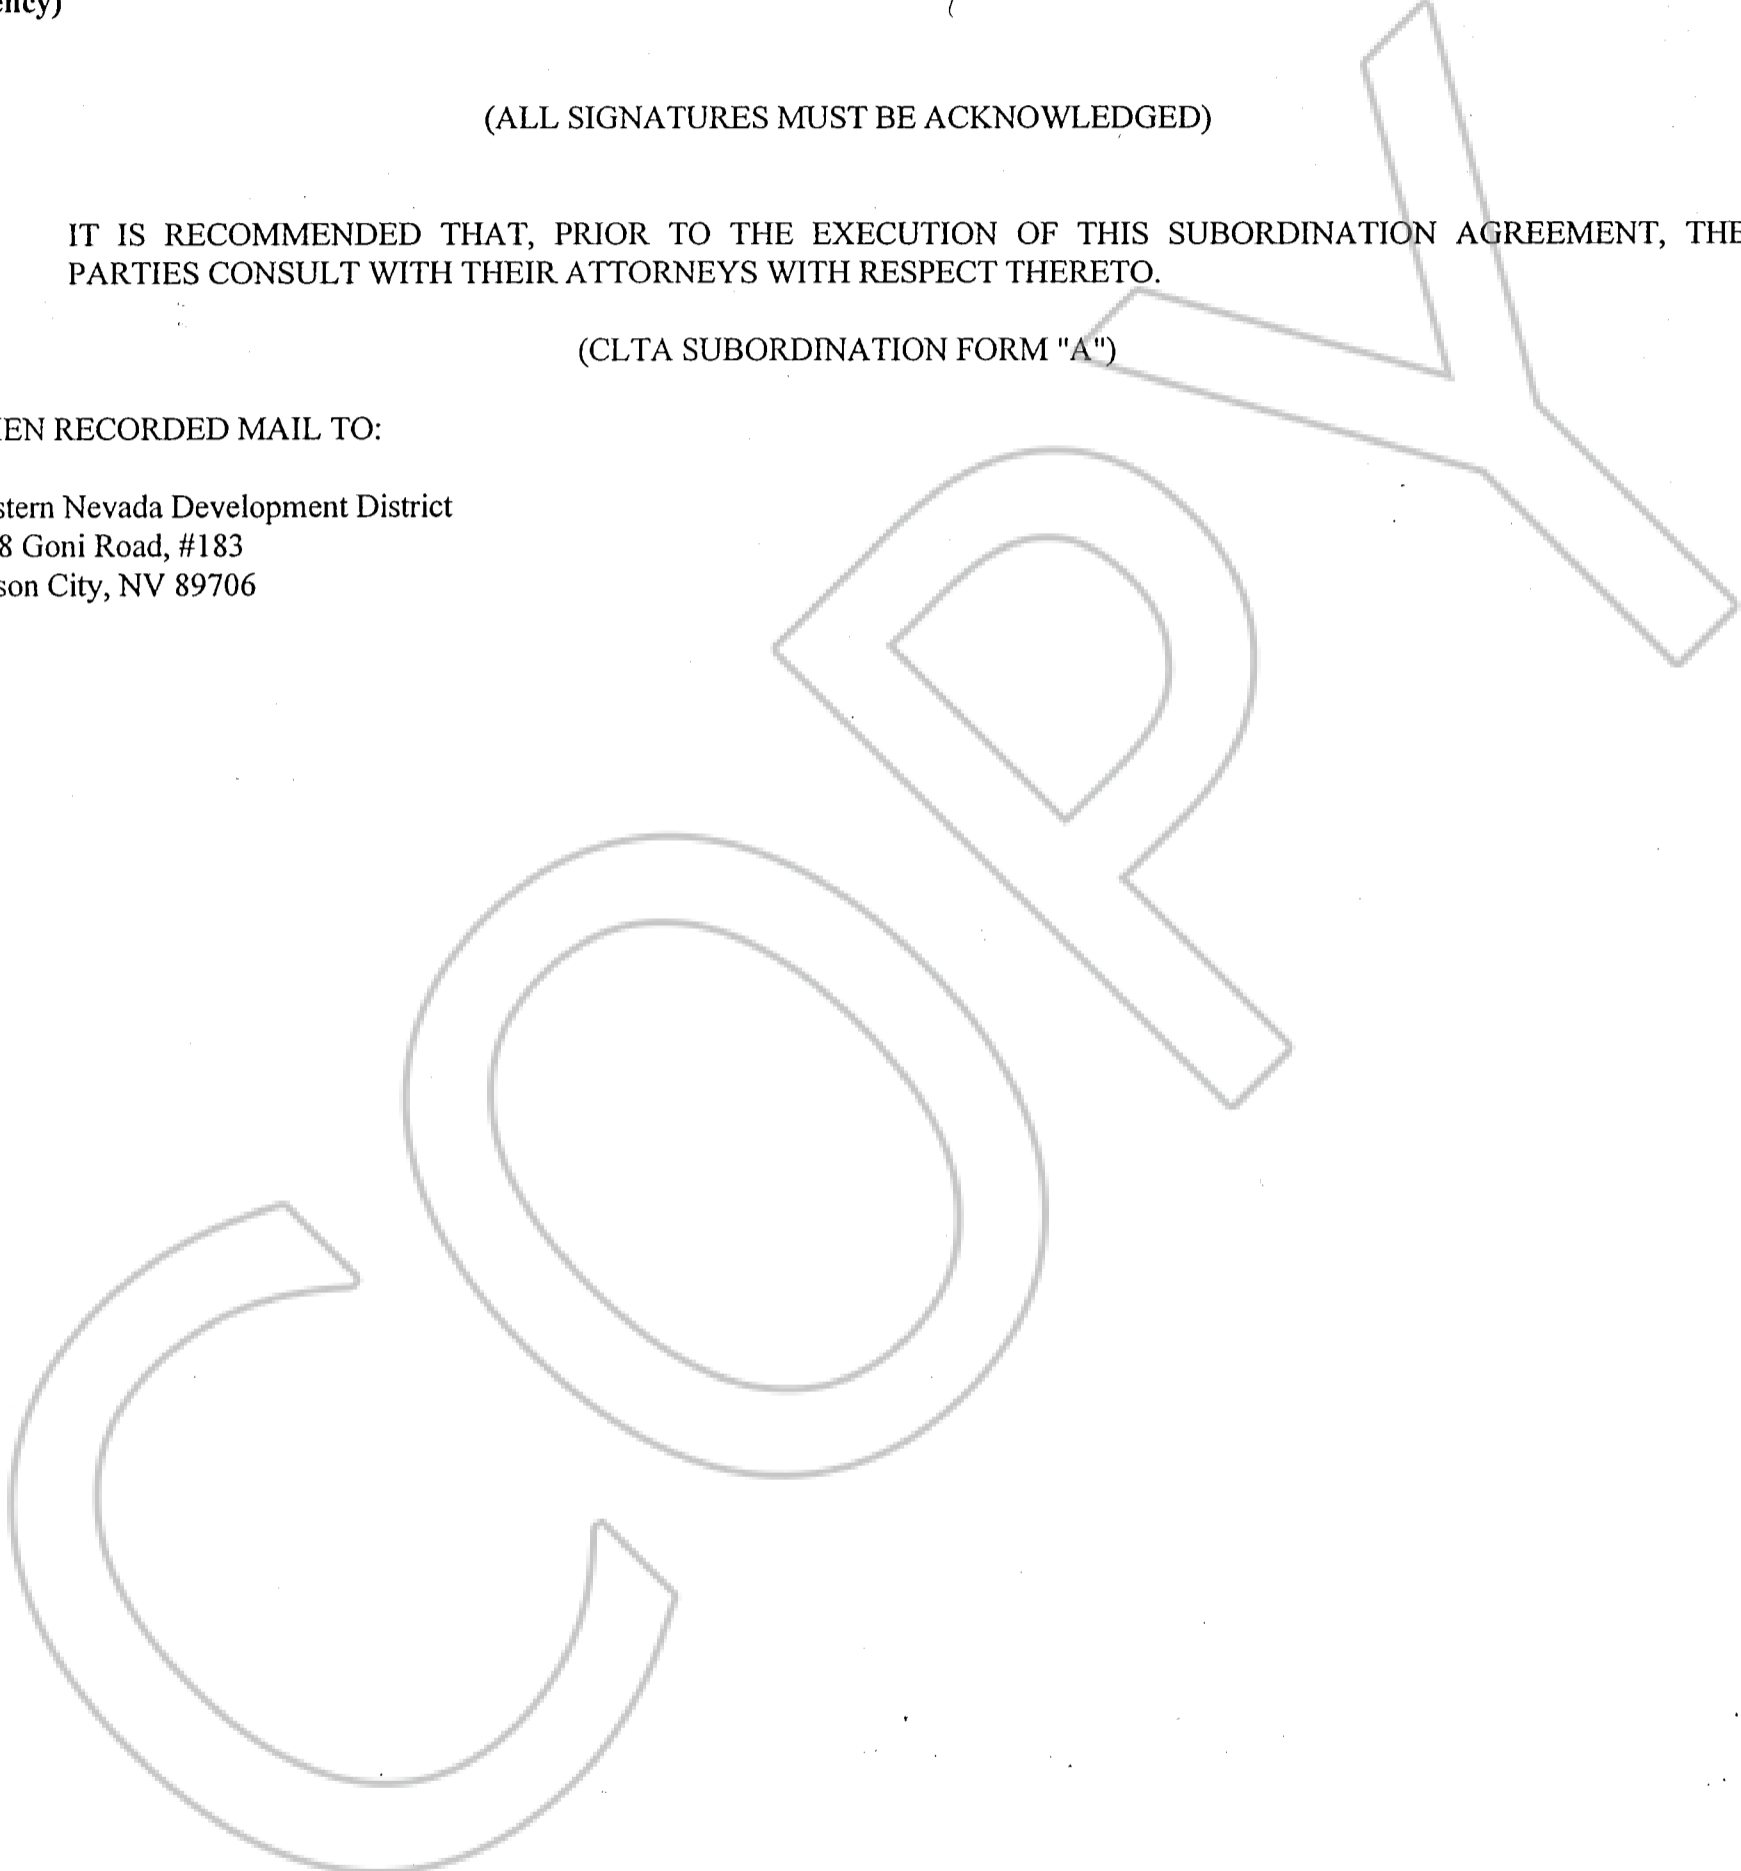 ency)
(ALL SIGNATURES MUST BE ACKNOWLEDGED)
IT IS RECOMMENDED THAT, PRIOR TO THE EXECUTION OF THIS SUBORDINATION AGREEMENT, THE
PARTIES CONSULT WITH THEIR ATTORNEYS WITH RESPECT THERETO.
(CLTA SUBORDINATION FORM "A")
EN RECORDED MAIL TO:
stern Nevada Development District
8 Goni Road, #183
son City, NV 89706
COPY